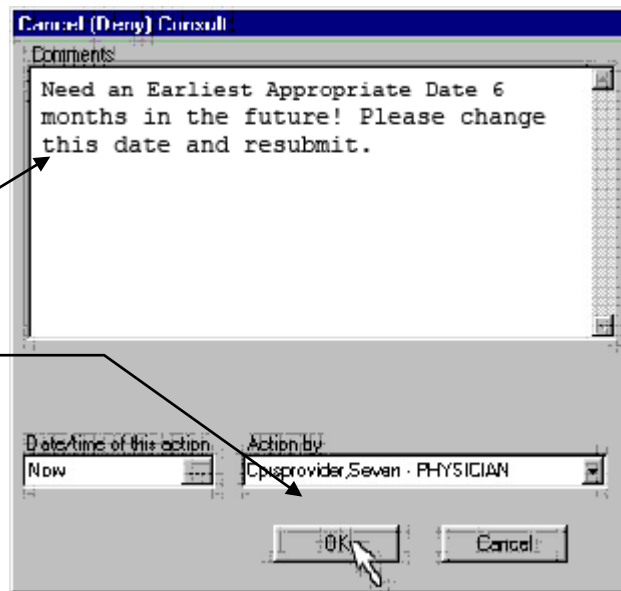 Cancel (Deny) Consult
Comments
Need an Earliest Appropriate Date 6
months in the future! Please change
this date and resubmit.
Date/time of this action
Action by
Now
Cprsprovider,Seven - PHYSICIAN
OK
Cancel